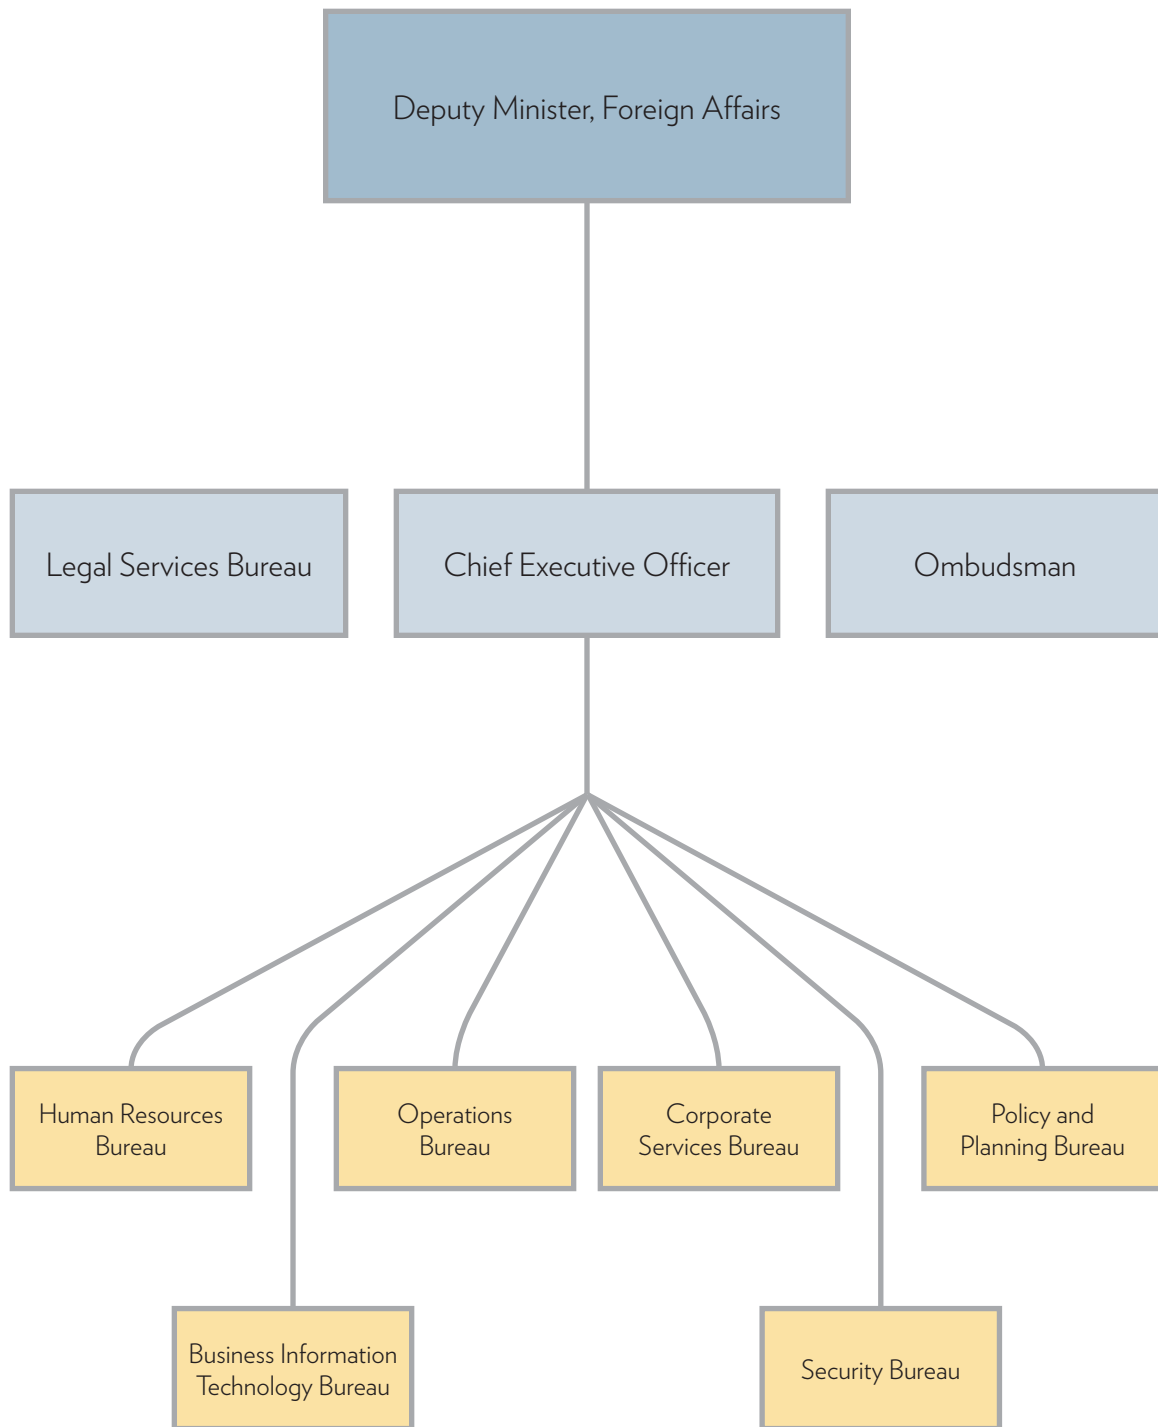 Deputy Minister, Foreign Affairs
Legal Services Bureau
Chief Executive Officer
Ombudsman
Human Resources
Bureau
Operations
Bureau
Corporate
Services Bureau
Policy and
Planning Bureau
Business Information
Technology Bureau
Security Bureau